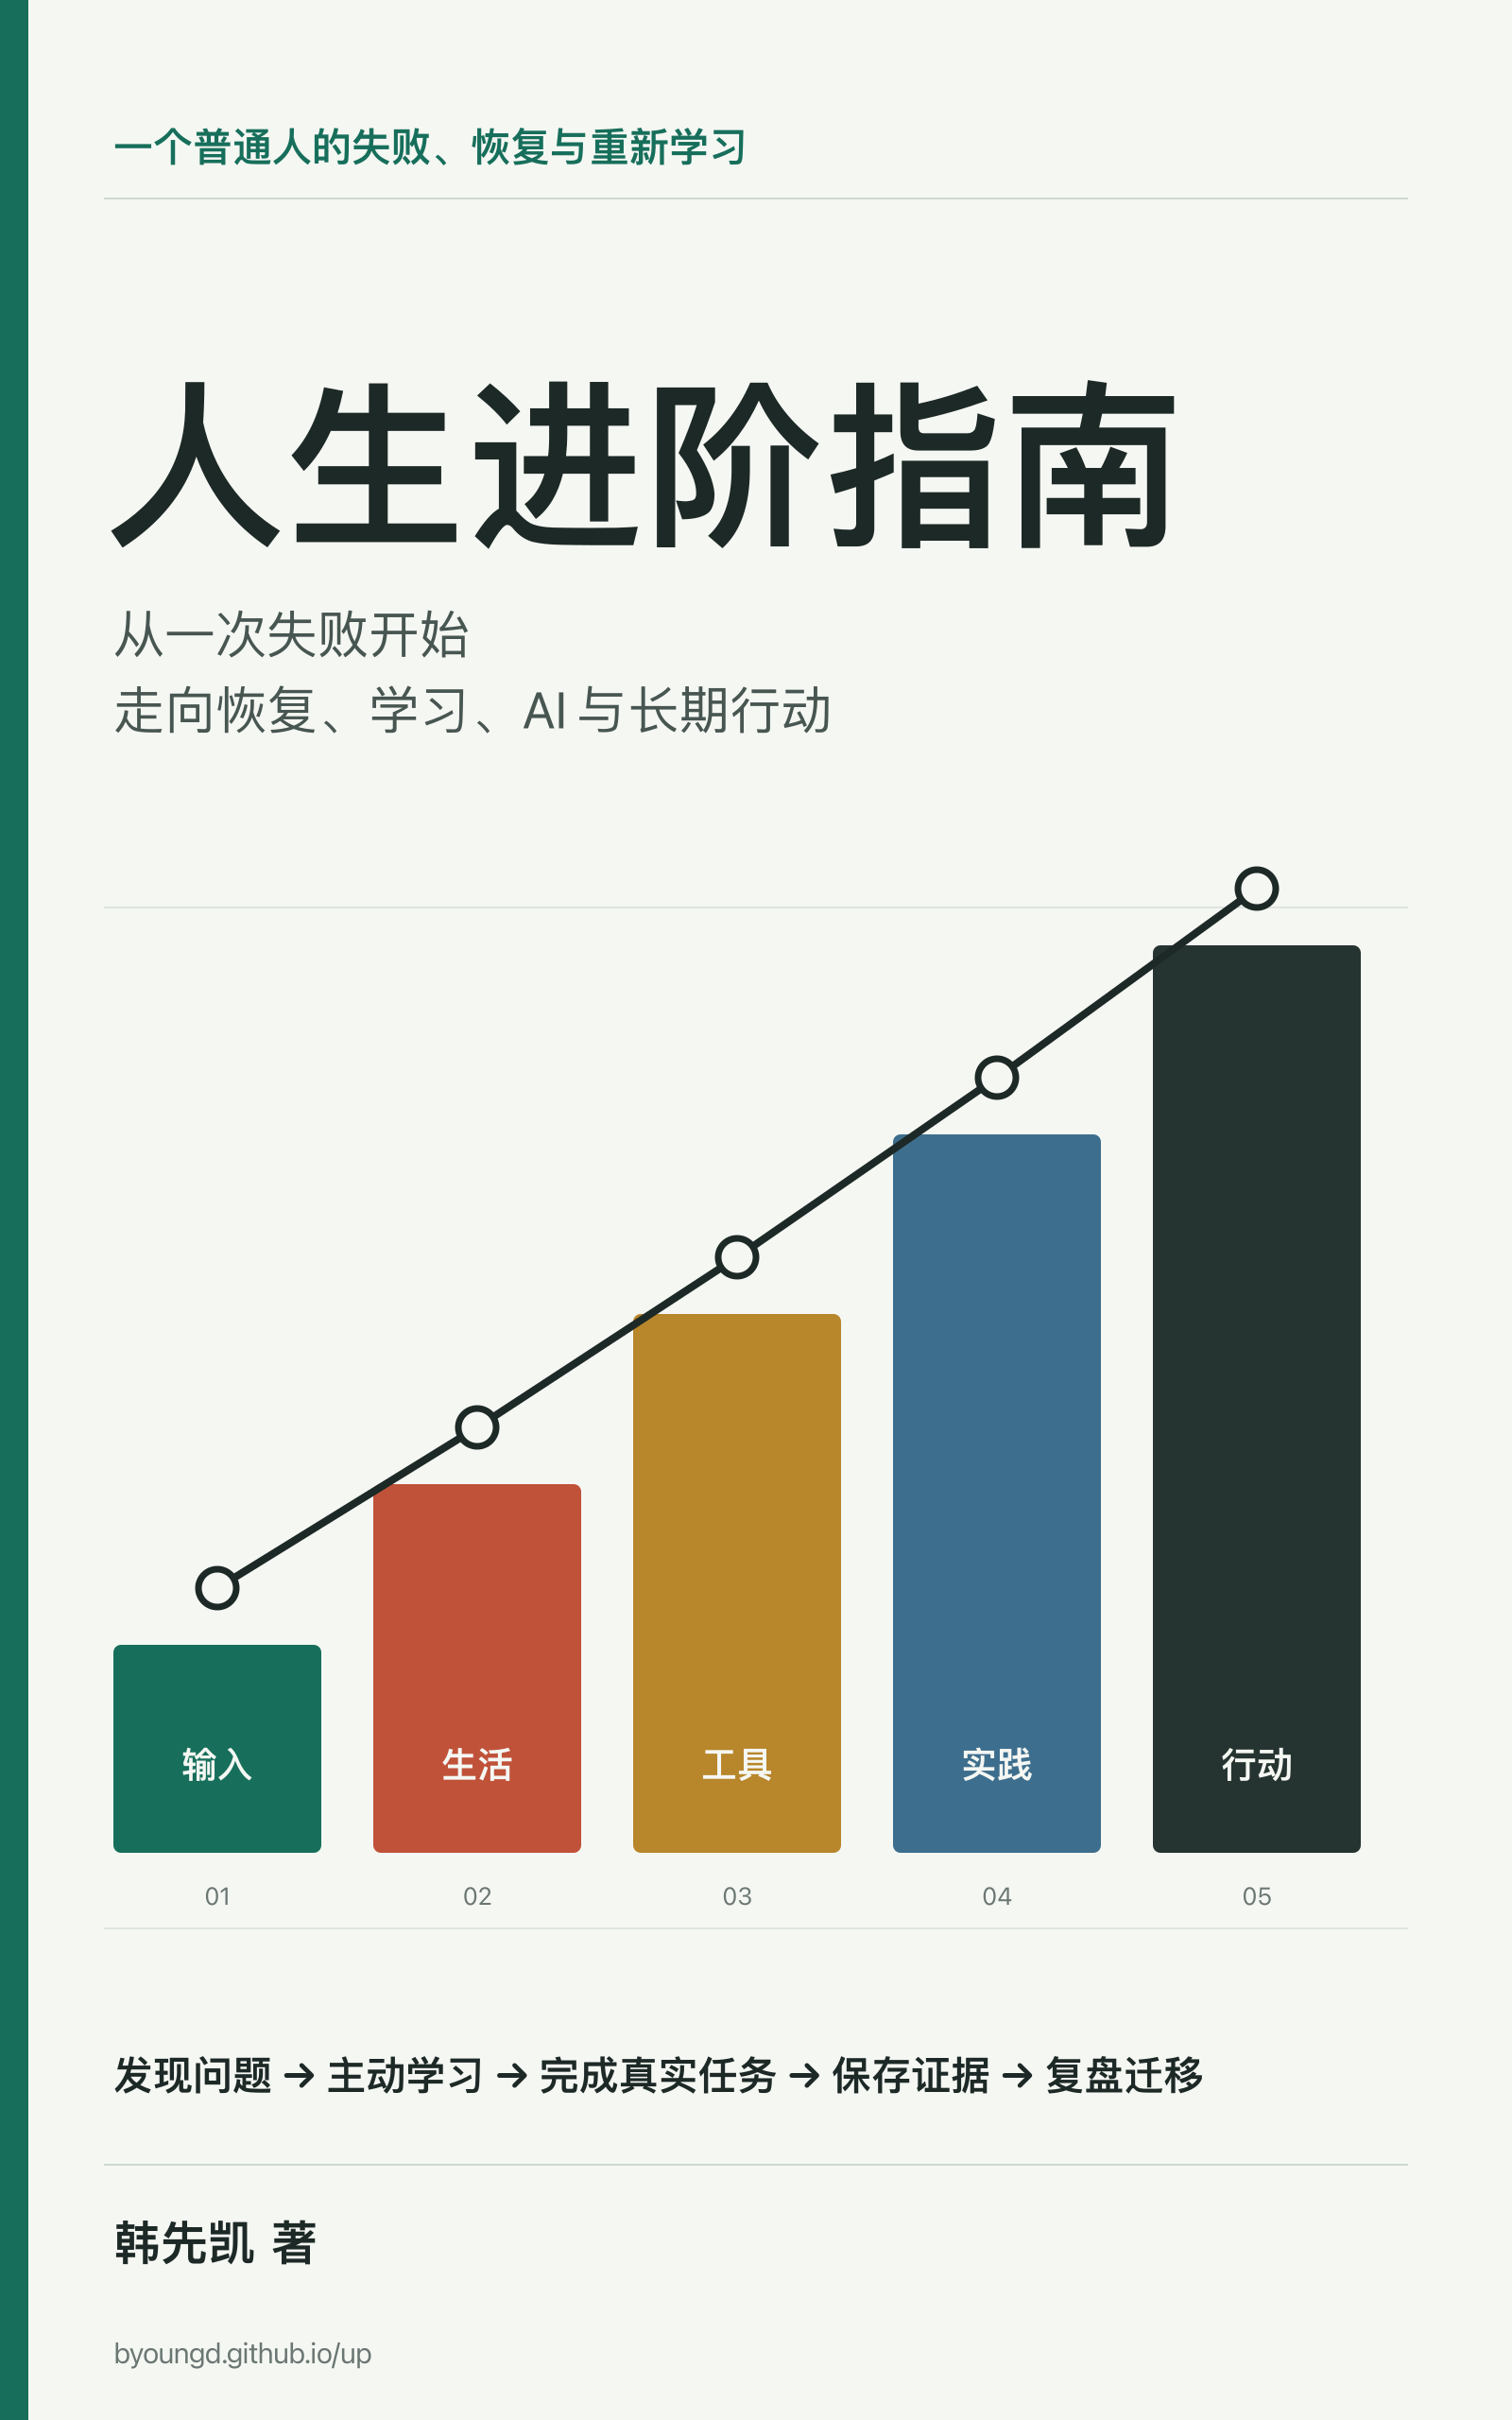 一个普通人的失败、恢复与重新学习
人生进阶指南
从一次失败开始
走向恢复、学习、AI 与长期行动
输入
生活
工具
实践
行动
01
02
03
04
05
发现问题 → 主动学习 → 完成真实任务 → 保存证据 → 复盘迁移
韩先凯 著
byoungd.github.io/up